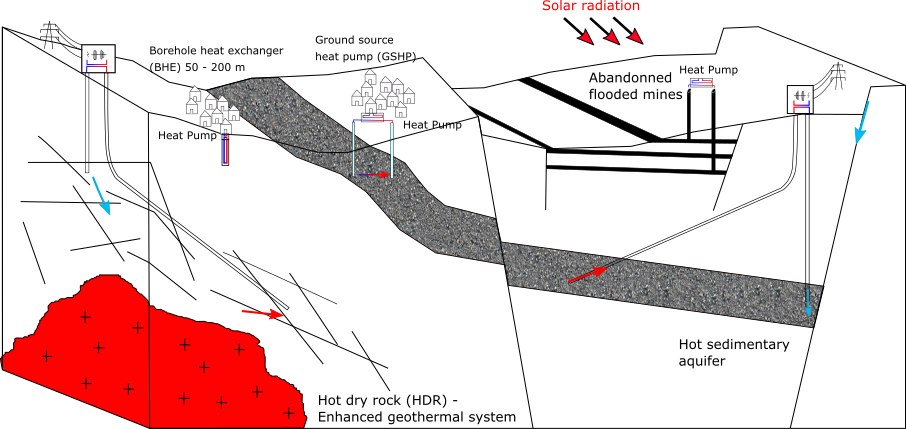 Solar radiation
Borehole heat exchanger
(BHE) 50 - 200 m
Ground source
heat pump (GSHP)
Heat Pump
Heat Pump
Abandonned
flooded mines
Heat Pump
Hot sedimentary
aquifer
Hot dry rock (HDR) -
Enhanced geothermal system